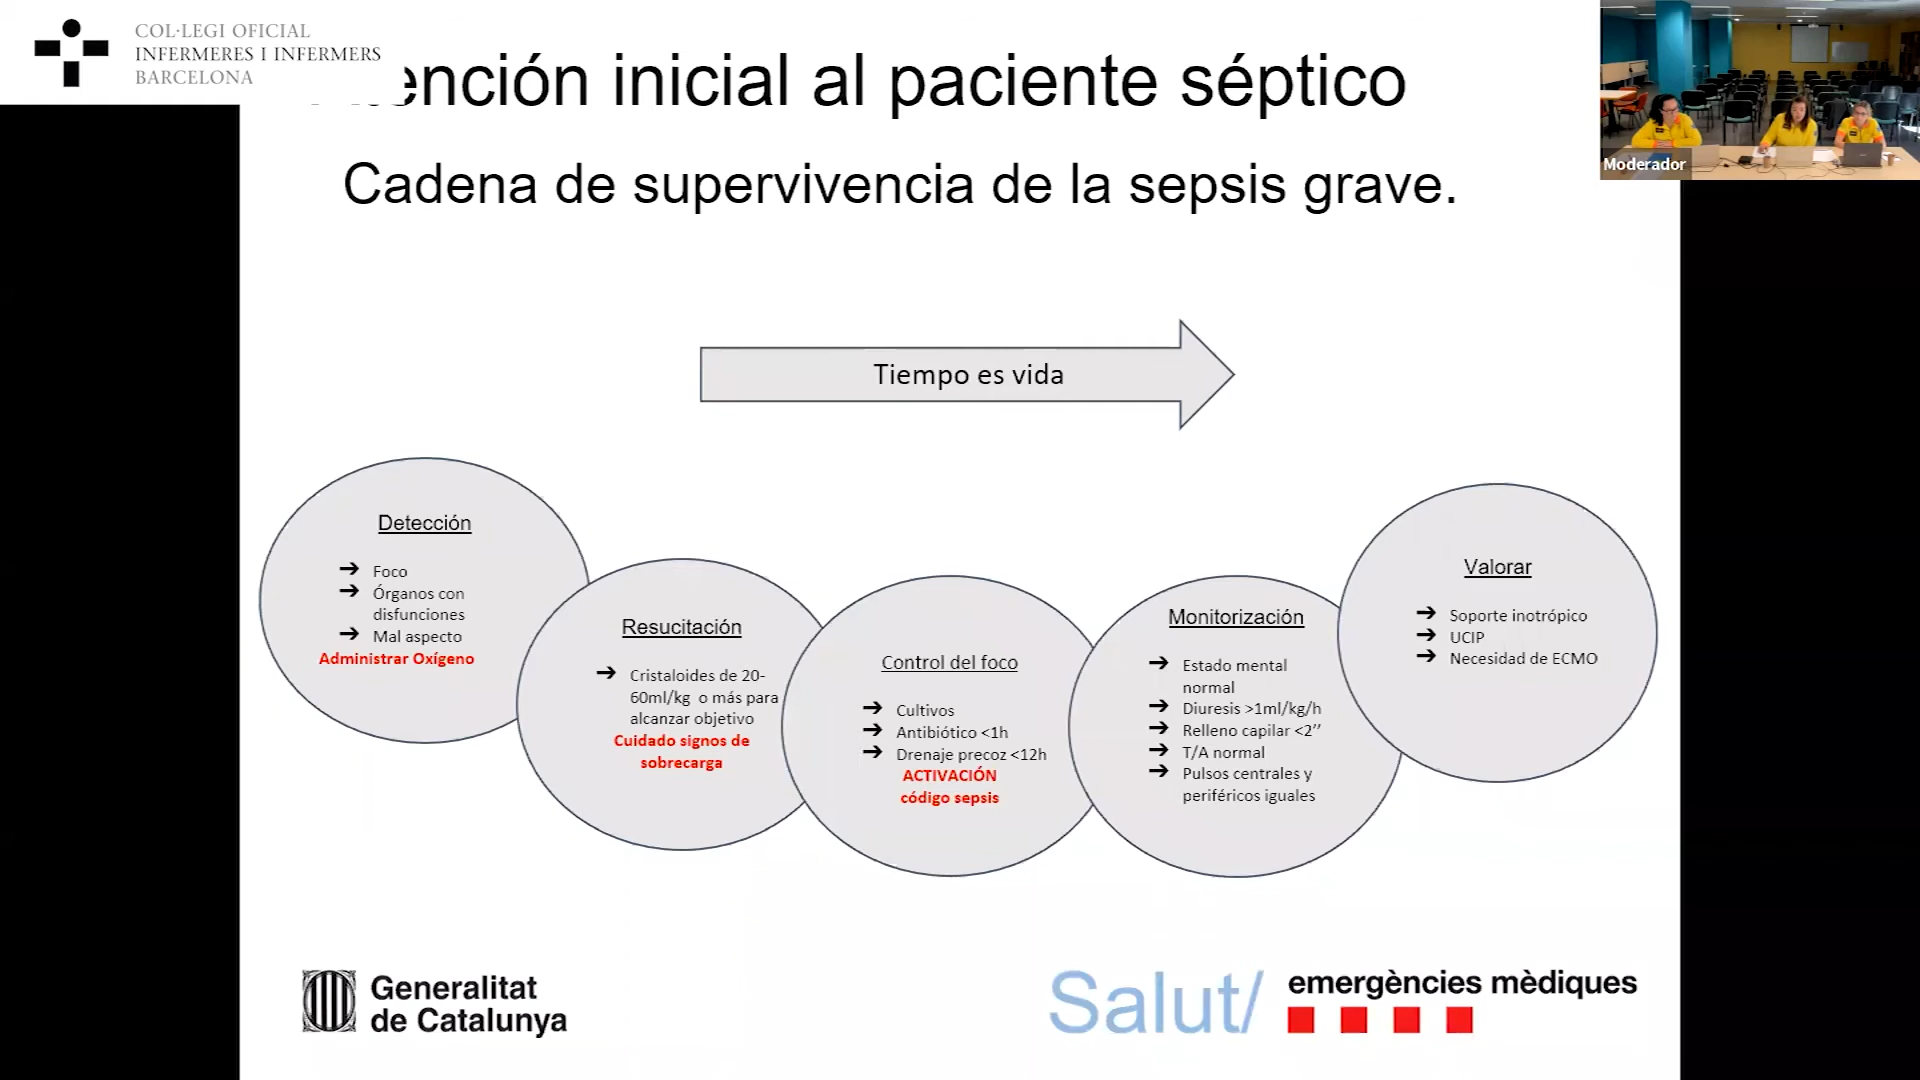 COL·LEGI OFICIAL
INFERMERES I INFERMERS
BARCELONA
ención inicial al paciente séptico
Cadena de supervivencia de la sepsis grave.
Moderador
Tiempo es vida
Detección
➔ Foco
➔ Órganos con
disfunciones
➔ Mal aspecto
Administrar Oxígeno
Resucitación
➔ Cristaloides de 20-
60ml/kg o más para
alcanzar objetivo
Cuidado signos de
sobrecarga
Control del foco
➔ Cultivos
➔ Antibiótico <1h
➔ Drenaje precoz <12h
ACTIVACIÓN
código sepsis
Monitorización
➔ Estado mental
normal
➔ Diuresis >1ml/kg/h
➔ Relleno capilar <2’’
➔ T/A normal
➔ Pulsos centrales y
periféricos iguales
Valorar
➔ Soporte inotrópico
➔ UCIP
➔ Necesidad de ECMO
Generalitat
de Catalunya
Salut/
emergències mèdiques